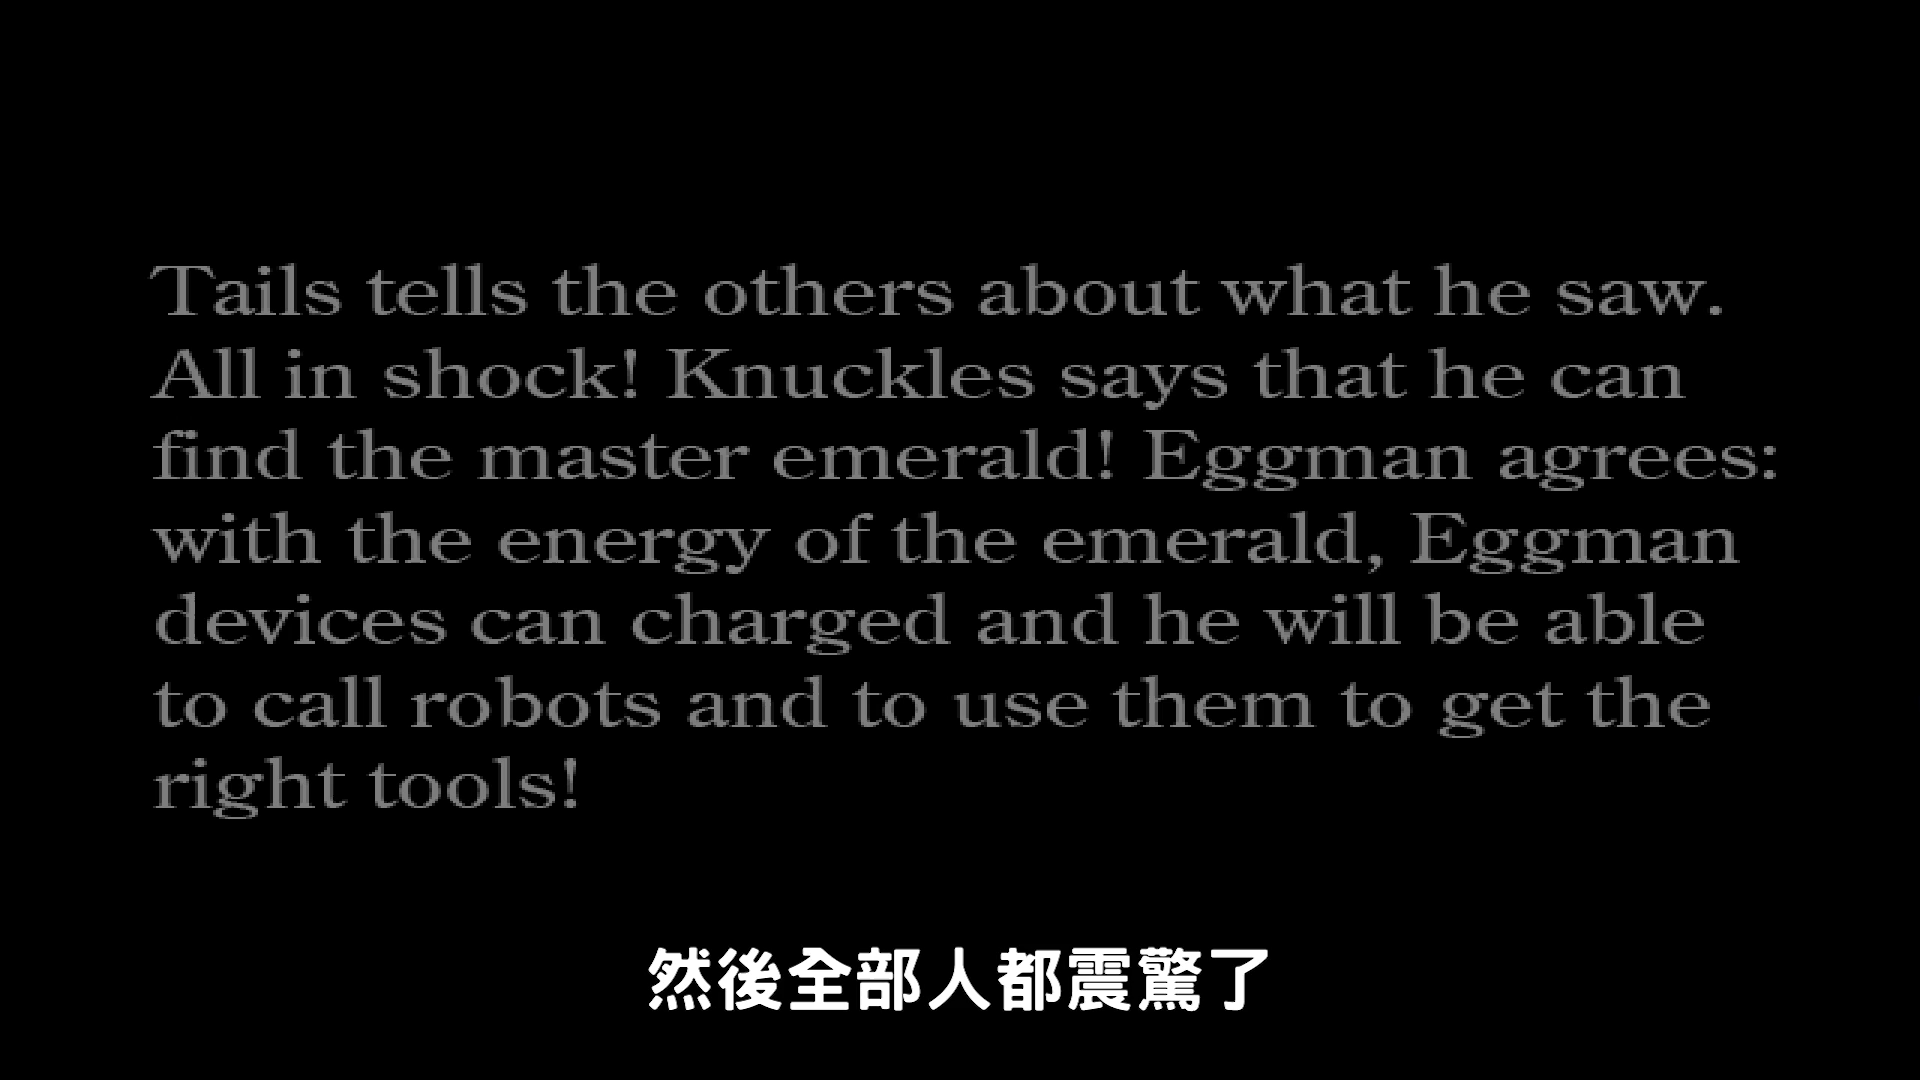 Tails tells the others about what he saw.
All in shock! Knuckles says that he can
find the master emerald! Eggman agrees:
with the energy of the emerald, Eggman
devices can charged and he will be able
to call robots and to use them to get the
right tools!
然後全部人都震驚了